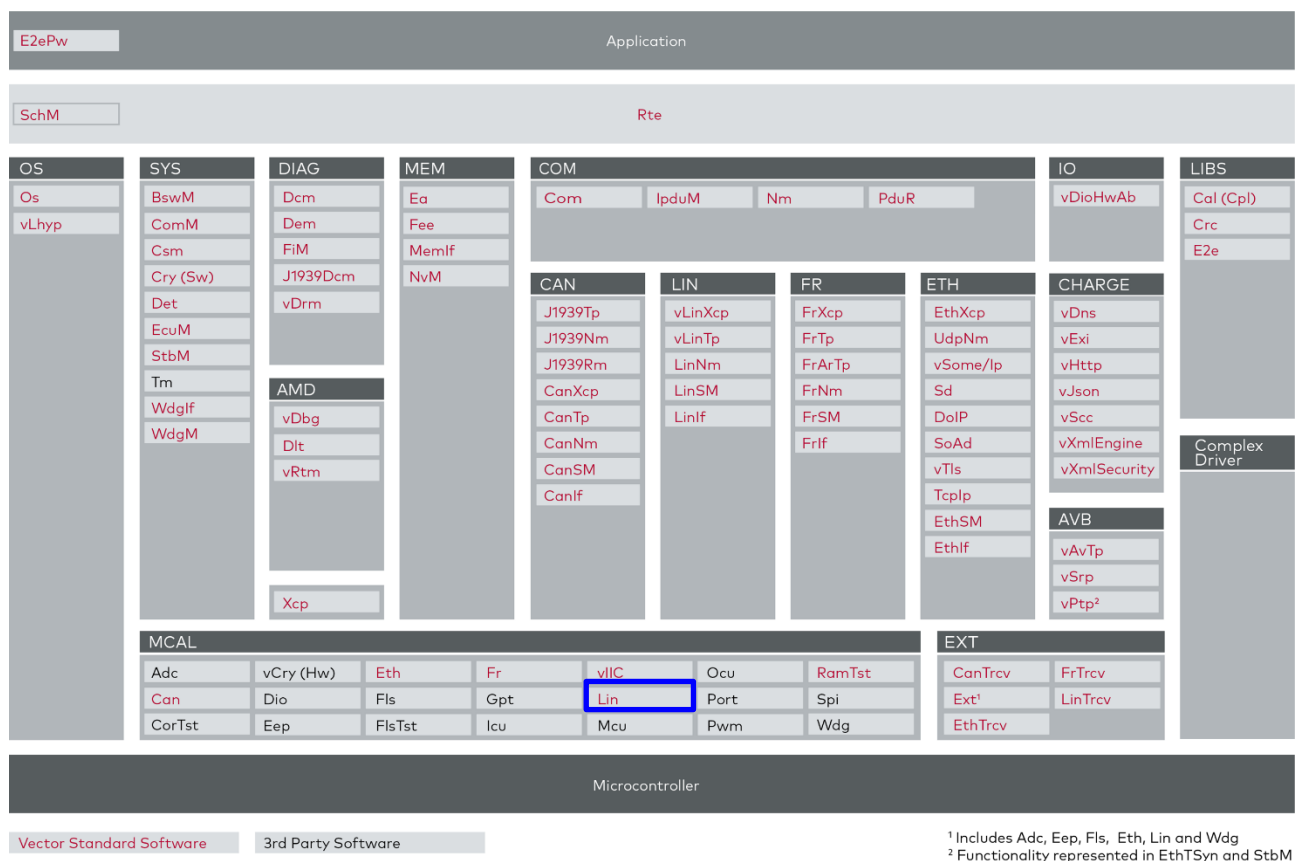 E2ePw
Application
SchM
Rte
OS
Os
vLhyp
SYS
BswM
ComM
Csm
Cry (Sw)
Det
EcuM
StbM
Tm
WdgIf
WdgM
DIAG
Dcm
Dem
FiM
J1939Dcm
vDrm
AMD
vDbg
Dlt
vRtm
Xcp
MEM
Ea
Fee
MemIf
NvM
COM
Com IpduM Nm PduR
CAN
J1939Tp
J1939Nm
J1939Rm
CanXcp
CanTp
CanNm
CanSM
CanIf
LIN
vLinXcp
vLinTp
LinNm
LinSM
LinIf
FR
FrXcp
FrTp
FrArTp
FrNm
FrSM
FrIf
ETH
EthXcp
UdpNm
vSome/Ip
Sd
DoIP
SoAd
vTls
TcpIp
EthSM
EthIf
IO
vDioHwAb
CHARGE
vDns
vExi
vHttp
vJson
vScc
vXmlEngine
vXmlSecurity
AVB
vAvTp
vSrp
vPtp²
LIBS
Cal (Cpl)
Crc
E2e
Complex
Driver
MCAL
Adc vCry (Hw) Eth Fr vIIC Ocu RamTst
Can Dio Fls Gpt Lin Port Spi
CorTst Eep FlsTst Icu Mcu Pwm Wdg
EXT
CanTrcv FrTrcv
Ext¹ LinTrcv
EthTrcv
Microcontroller
Vector Standard Software
3rd Party Software
¹ Includes Adc, Eep, Fls, Eth, Lin and Wdg
² Functionality represented in EthTSyn and StbM